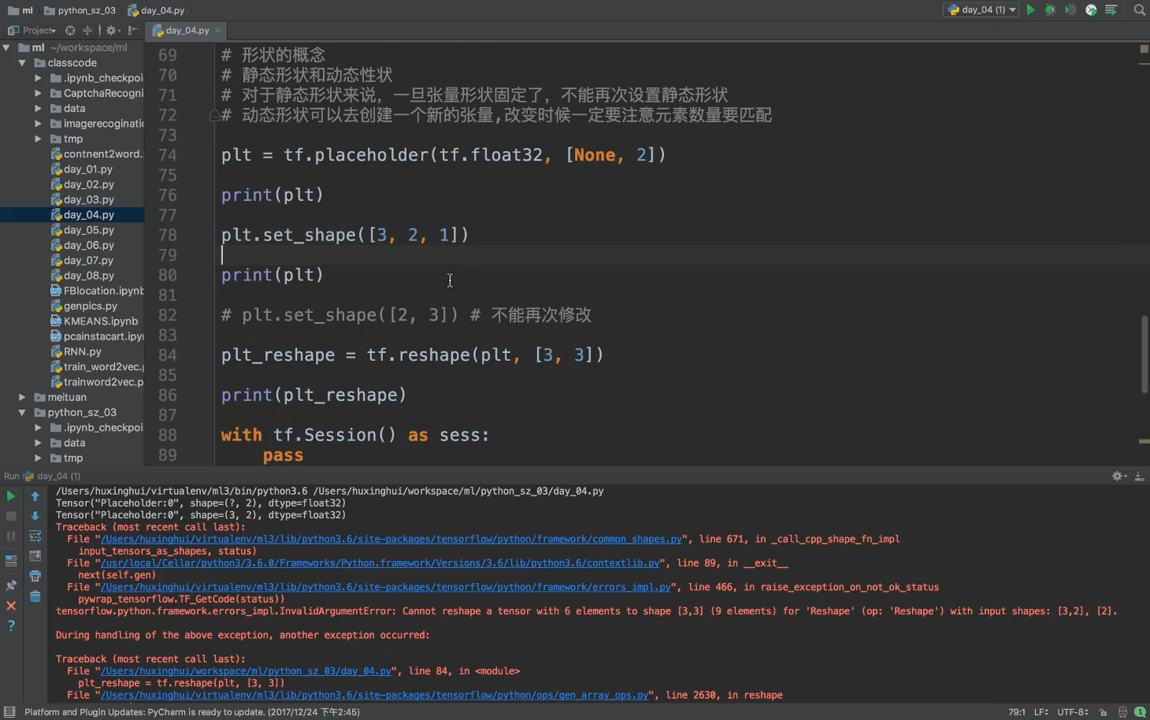 ml python_sz_03 day_04.py
day_04 (1)
Project
day_04.py
ml ~/workspace/ml
classcode
.ipynb_checkpoi
CaptchaRecogni
data
imagerecoginatio
tmp
contnent2word.
day_01.py
day_02.py
day_03.py
day_04.py
day_05.py
day_06.py
day_07.py
day_08.py
FBlocation.ipynb
genpics.py
KMEANS.ipynb
pcainstacart.ipyn
RNN.py
train_word2vec.p
trainword2vec.p
meituan
python_sz_03
.ipynb_checkpoi
data
tmp
69 # 形状的概念
70 # 静态形状和动态性状
71 # 对于静态形状来说，一旦张量形状固定了，不能再次设置静态形状
72 # 动态形状可以去创建一个新的张量,改变时候一定要注意元素数量要匹配
73
74 plt = tf.placeholder(tf.float32, [None, 2])
75
76 print(plt)
77
78 plt.set_shape([3, 2, 1])
79
80 print(plt)
81
82 # plt.set_shape([2, 3]) # 不能再次修改
83
84 plt_reshape = tf.reshape(plt, [3, 3])
85
86 print(plt_reshape)
87
88 with tf.Session() as sess:
89 pass
Run day_04 (1)
/Users/huxinghui/virtualenv/ml3/bin/python3.6 /Users/huxinghui/workspace/ml/python_sz_03/day_04.py
Tensor("Placeholder:0", shape=(?, 2), dtype=float32)
Tensor("Placeholder:0", shape=(3, 2), dtype=float32)
Traceback (most recent call last):
File "/Users/huxinghui/virtualenv/ml3/lib/python3.6/site-packages/tensorflow/python/framework/common_shapes.py", line 671, in _call_cpp_shape_fn_impl
input_tensors_as_shapes, status)
File "/usr/local/Cellar/python3/3.6.0/Frameworks/Python.framework/Versions/3.6/lib/python3.6/contextlib.py", line 89, in __exit__
next(self.gen)
File "/Users/huxinghui/virtualenv/ml3/lib/python3.6/site-packages/tensorflow/python/framework/errors_impl.py", line 466, in raise_exception_on_not_ok_status
pywrap_tensorflow.TF_GetCode(status))
tensorflow.python.framework.errors_impl.InvalidArgumentError: Cannot reshape a tensor with 6 elements to shape [3,3] (9 elements) for 'Reshape' (op: 'Reshape') with input shapes: [3,2], [2].
During handling of the above exception, another exception occurred:
Traceback (most recent call last):
File "/Users/huxinghui/workspace/ml/python_sz_03/day_04.py", line 84, in <module>
plt_reshape = tf.reshape(plt, [3, 3])
File "/Users/huxinghui/virtualenv/ml3/lib/python3.6/site-packages/tensorflow/python/ops/gen_array_ops.py", line 2630, in reshape
Platform and Plugin Updates: PyCharm is ready to update. (2017/12/24 下午2:45)
79:1 LF UTF-8 1